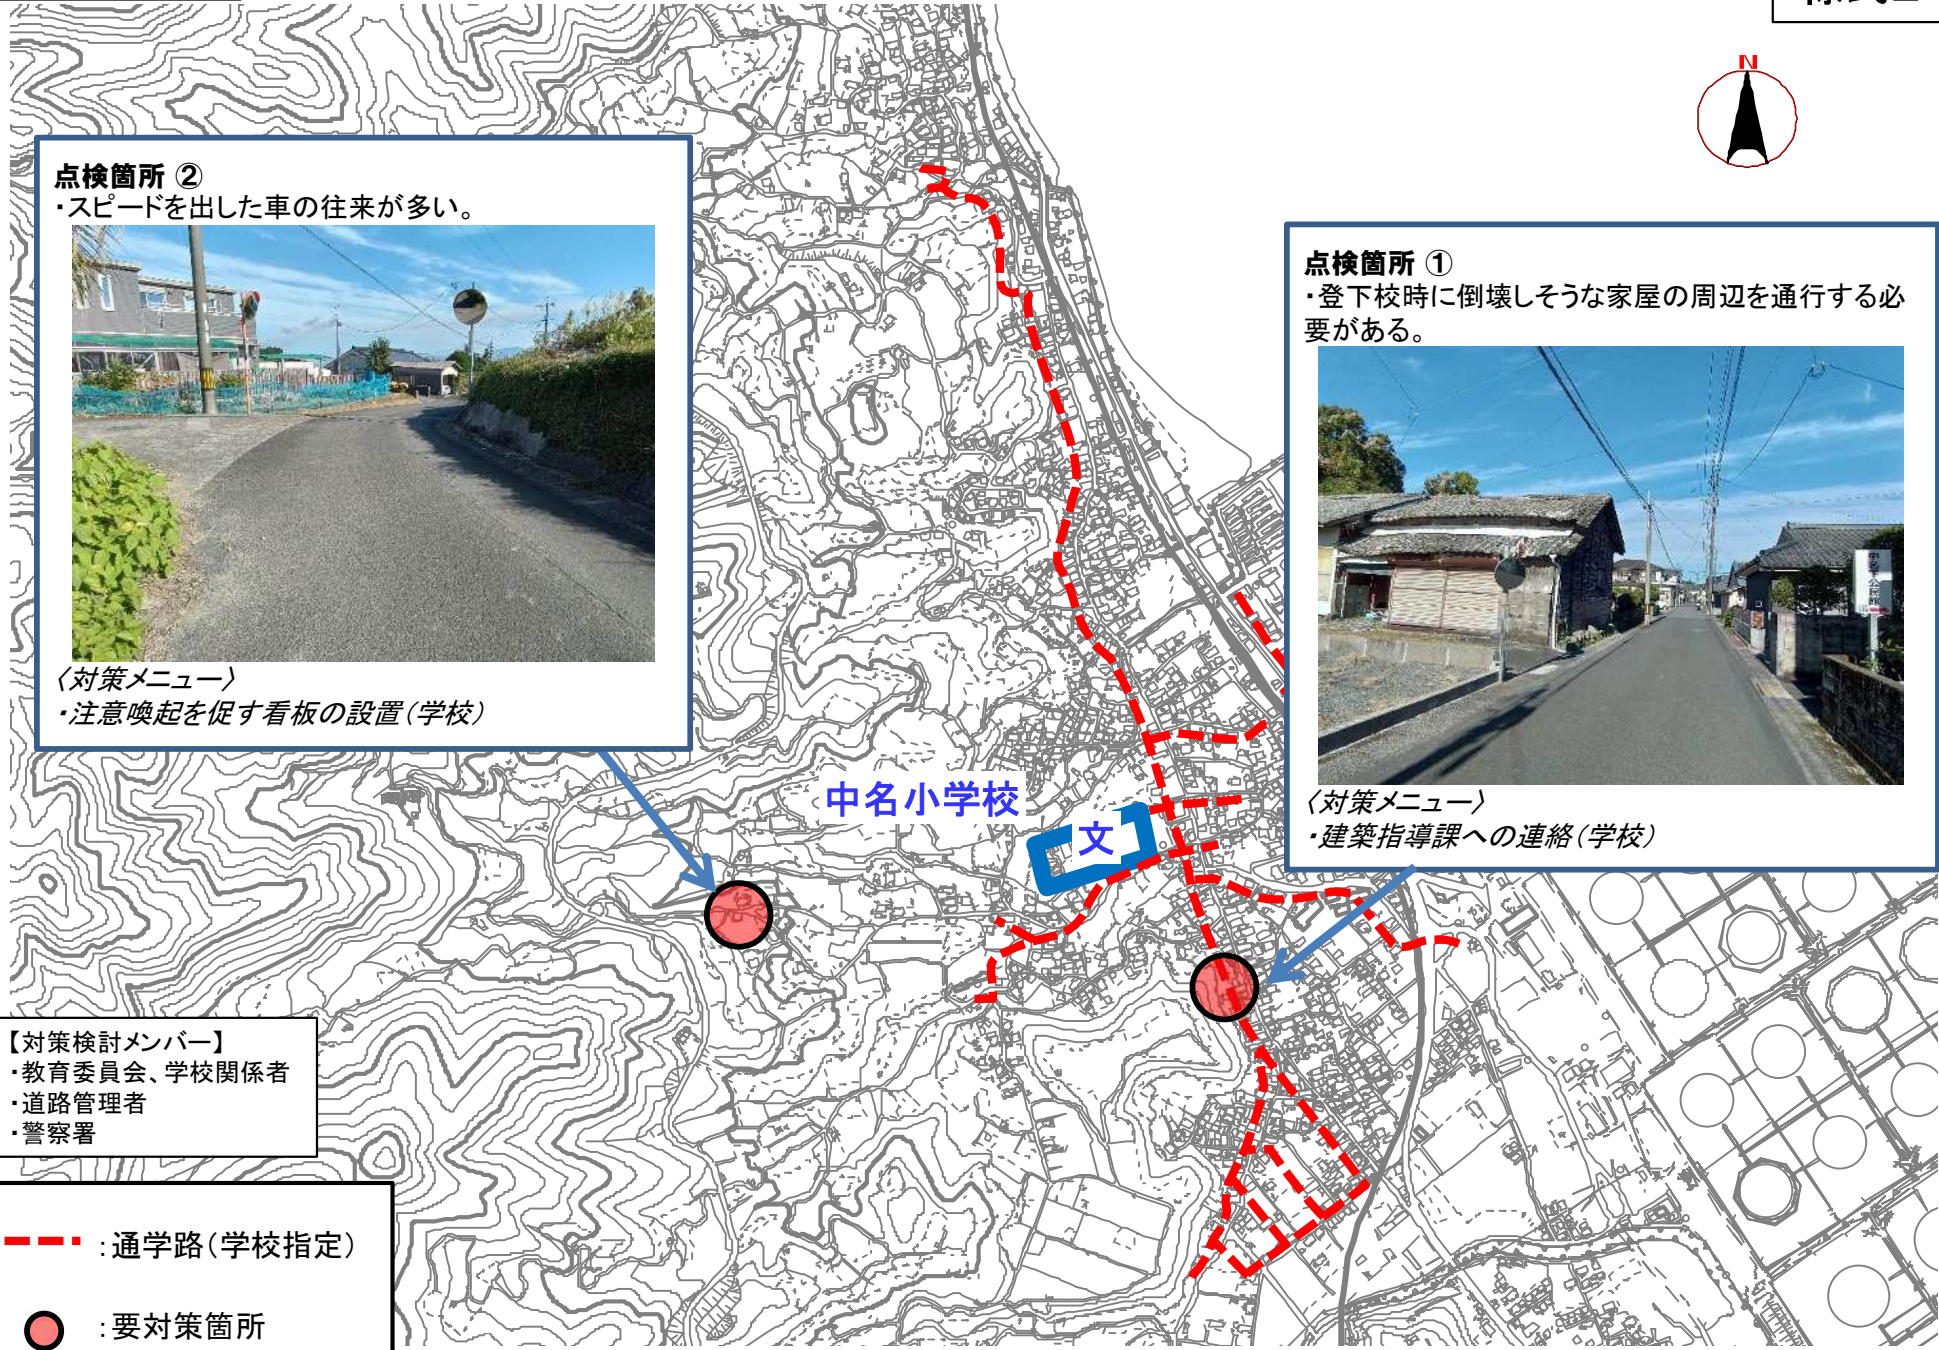 N
点検箇所 ②
・スピードを出した車の往来が多い。
〈対策メニュー〉
・注意喚起を促す看板の設置(学校)
点検箇所 ①
・登下校時に倒壊しそうな家屋の周辺を通行する必
要がある。
〈対策メニュー〉
・建築指導課への連絡(学校)
中名小学校
文
【対策検討メンバー】
・教育委員会、学校関係者
・道路管理者
・警察署
:通学路(学校指定)
:要対策箇所